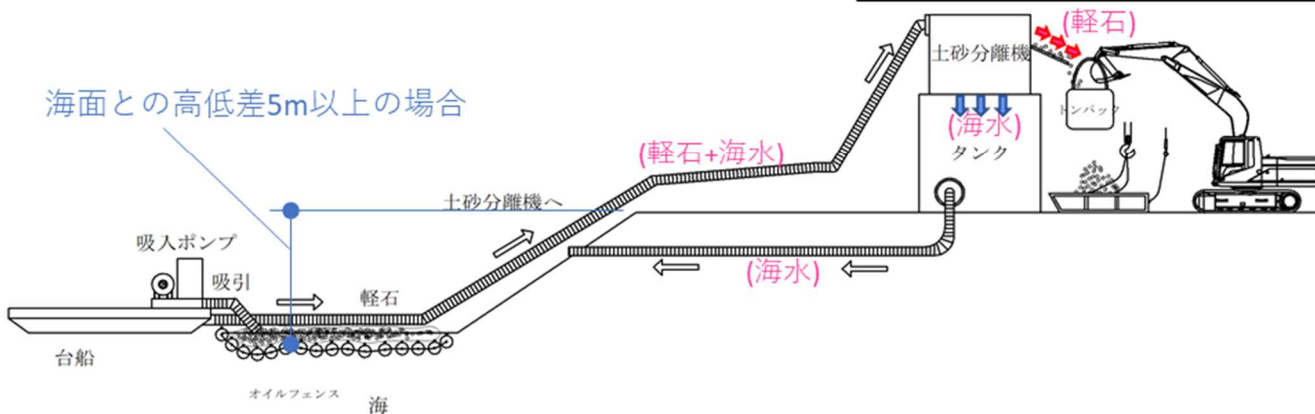 (軽石)
土砂分離機
海面との高低差5m以上の場合
トンパック
(海水)
タンク
(軽石+海水)
土砂分離機へ
吸入ポンプ
吸引
(海水)
軽石
台船
オイルフェンス
海